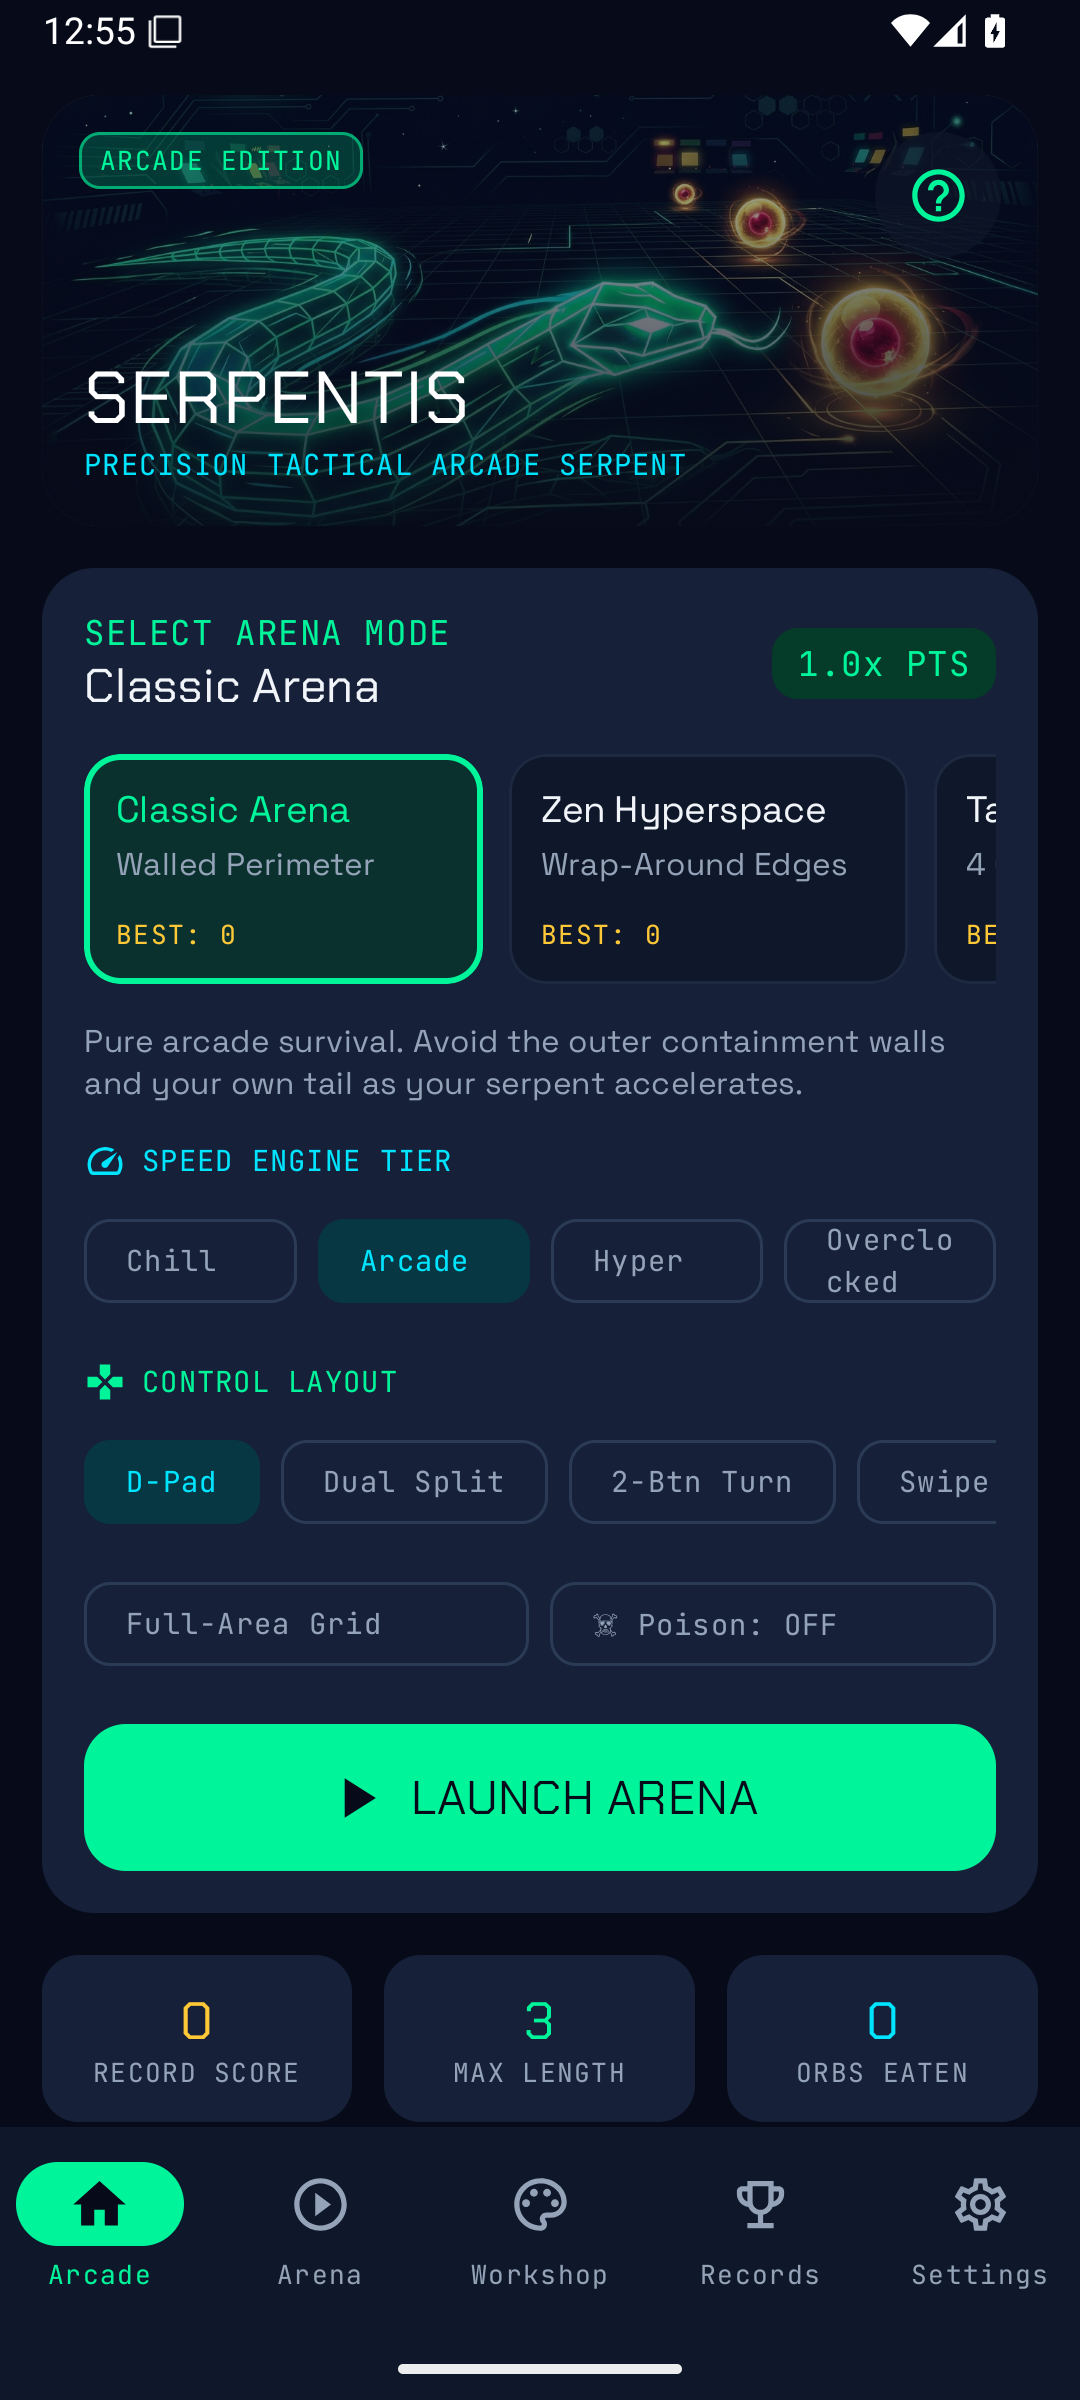 12:55
ARCADE EDITION
SERPENTIS
PRECISION TACTICAL ARCADE SERPENT
SELECT ARENA MODE
Classic Arena
1.0x PTS
Classic Arena
Walled Perimeter
BEST: 0
Zen Hyperspace
Wrap-Around Edges
BEST: 0
Ta
4
BE
Pure arcade survival. Avoid the outer containment walls
and your own tail as your serpent accelerates.
SPEED ENGINE TIER
Chill
Arcade
Hyper
Overclo
cked
CONTROL LAYOUT
D-Pad
Dual Split
2-Btn Turn
Swipe
Full-Area Grid
☠ Poison: OFF
LAUNCH ARENA
0
RECORD SCORE
3
MAX LENGTH
0
ORBS EATEN
Arcade
Arena
Workshop
Records
Settings